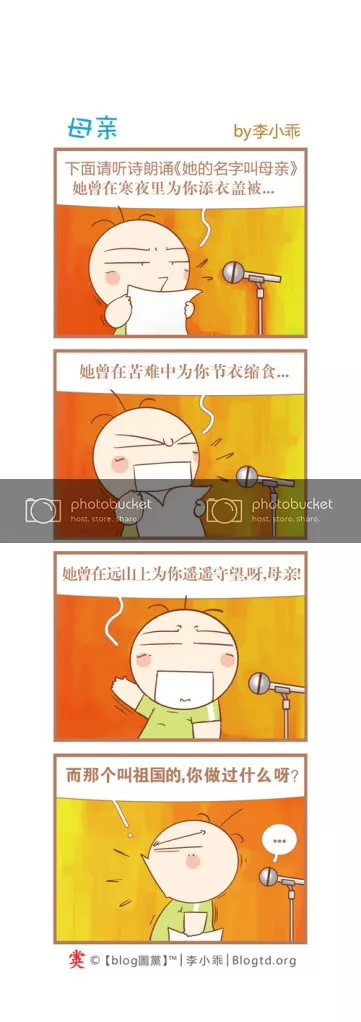 母亲
by李小乖
下面请听诗朗诵《她的名字叫母亲》
她曾在寒夜里为你添衣盖被...
她曾在苦难中为你节衣缩食...
photobucket
host. store. share.
photobucket
host. store. share.
她曾在远山上为你遥遥守望,呀,母亲!
而那个叫祖国的,你做过什么呀?
...
©【blog圖黨】™|李小乖|Blogtd.org